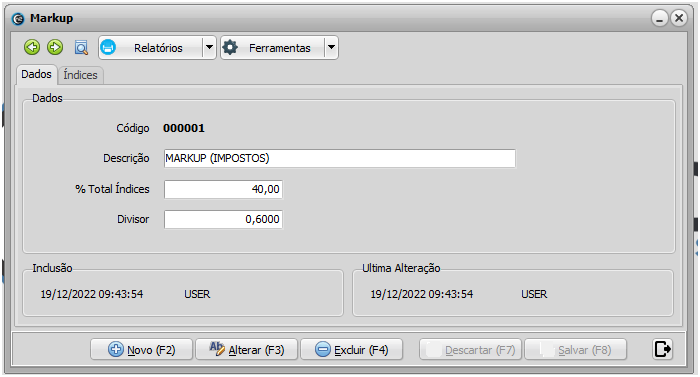 Markup
Relatórios
Ferramentas
Dados Índices
Dados
Código 000001
Descrição MARKUP (IMPOSTOS)
% Total Índices 40,00
Divisor 0,6000
Inclusão
19/12/2022 09:43:54 USER
Ultima Alteração
19/12/2022 09:43:54 USER
Novo (F2) Alterar (F3) Excluir (F4) Descartar (F7) Salvar (F8)